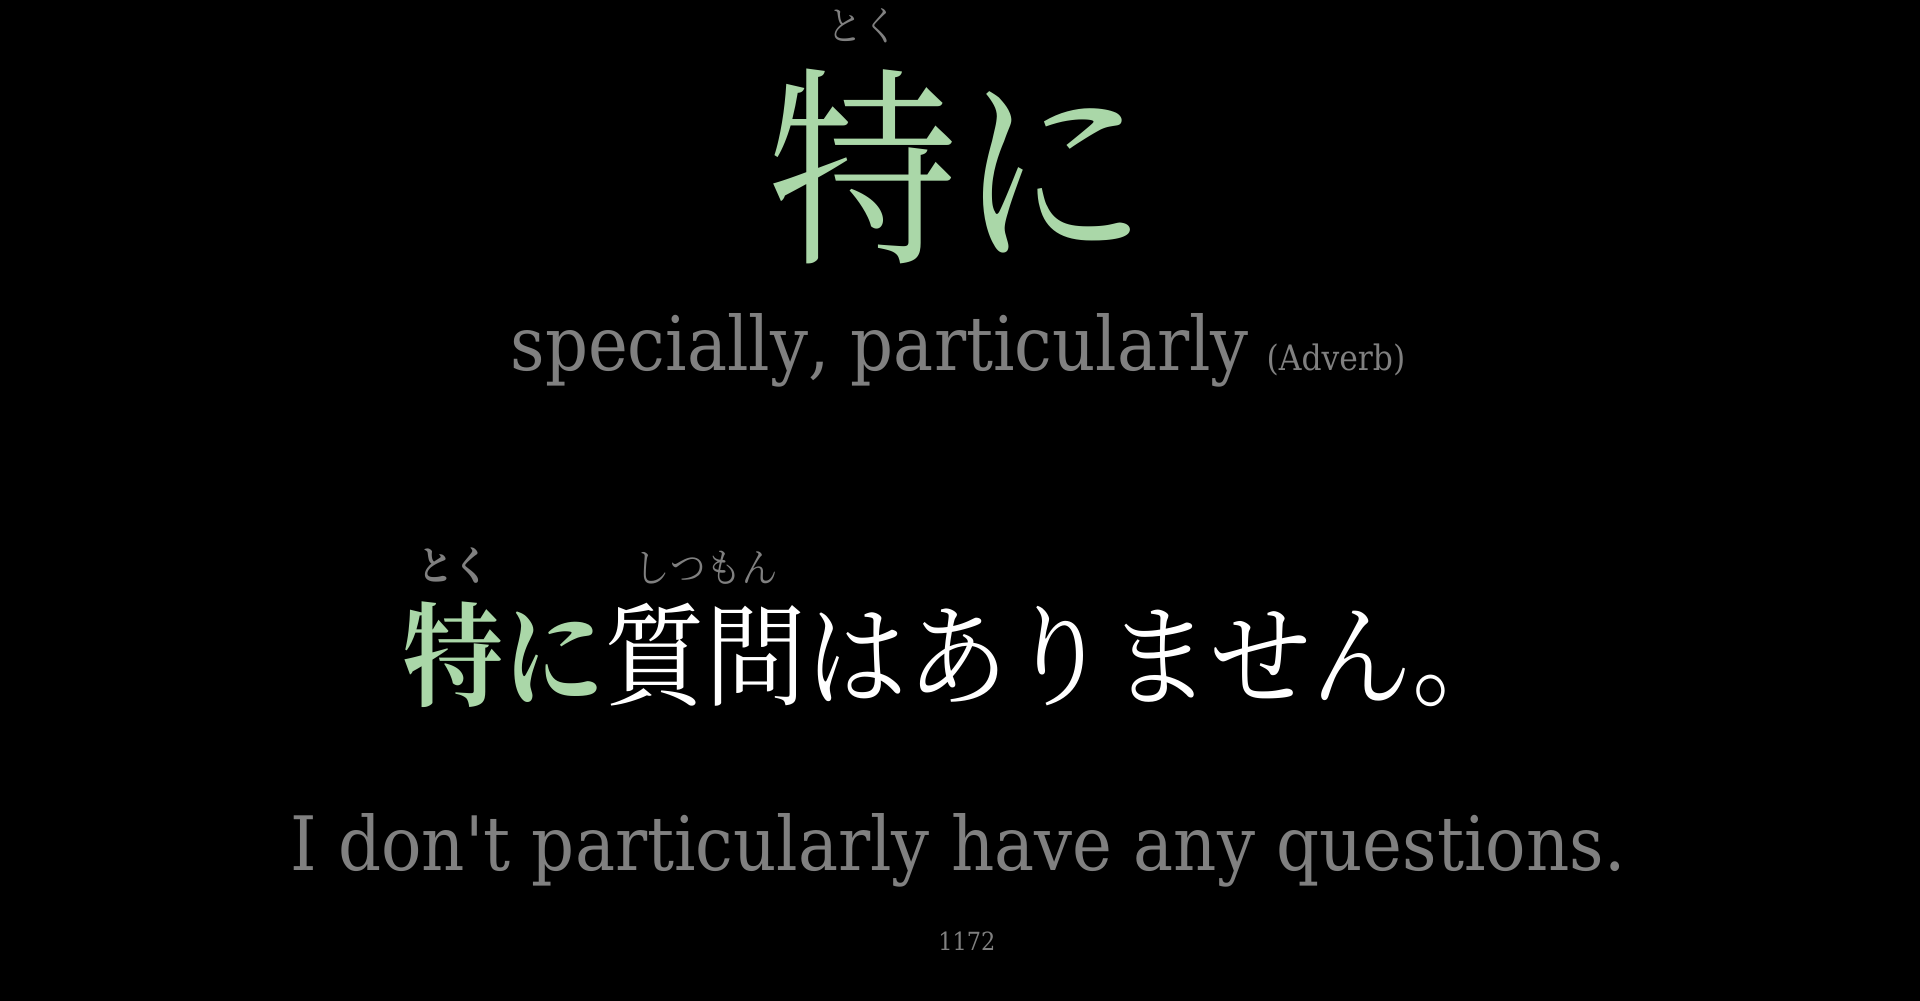 とく
特に
specially, particularly (Adverb)
とく しつもん
特に質問はありません。
I don't particularly have any questions.
1172